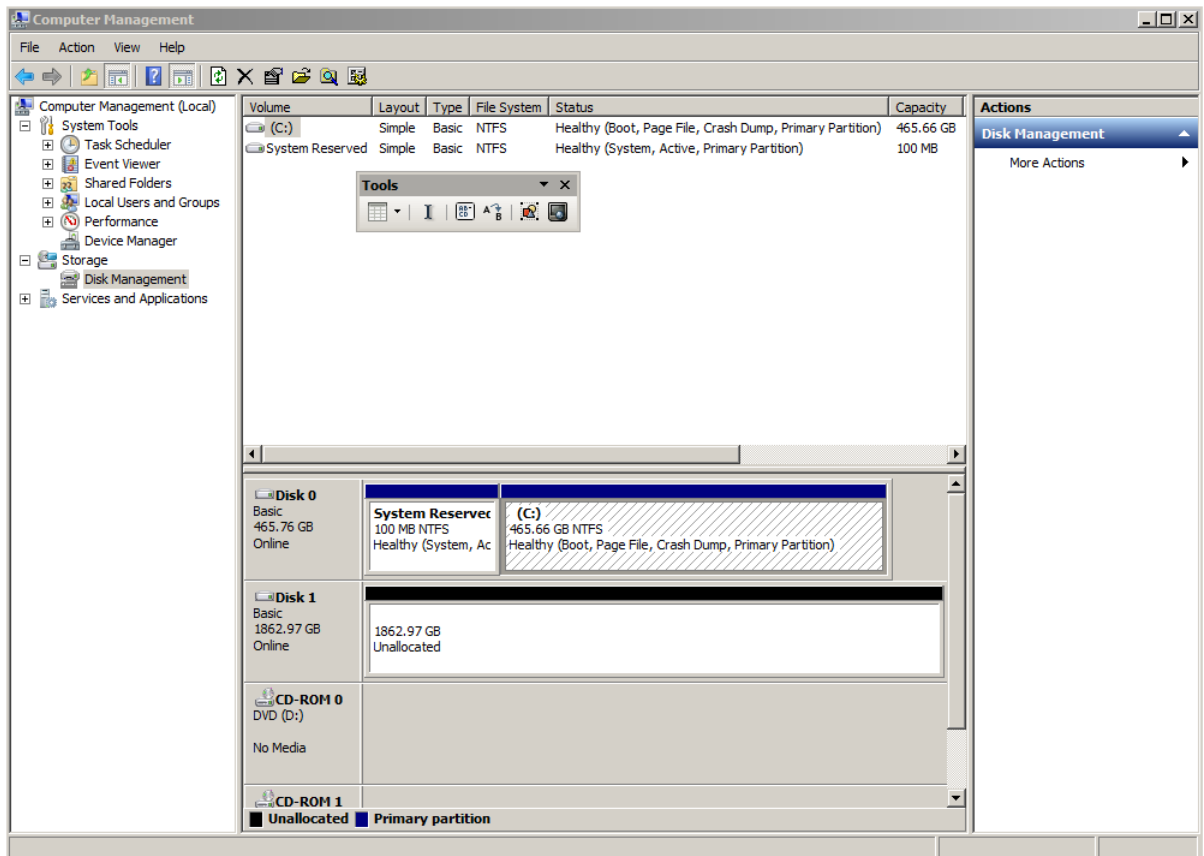 Computer Management
File Action View Help
Computer Management (Local)
System Tools
Task Scheduler
Event Viewer
Shared Folders
Local Users and Groups
Performance
Device Manager
Storage
Disk Management
Services and Applications
Volume Layout Type File System Status Capacity
(C:) Simple Basic NTFS Healthy (Boot, Page File, Crash Dump, Primary Partition) 465.66 GB
System Reserved Simple Basic NTFS Healthy (System, Active, Primary Partition) 100 MB
Tools
Disk 0
Basic
465.76 GB
Online
System Reserved
100 MB NTFS
Healthy (System, Ac
(C:)
465.66 GB NTFS
Healthy (Boot, Page File, Crash Dump, Primary Partition)
Disk 1
Basic
1862.97 GB
Online
1862.97 GB
Unallocated
CD-ROM 0
DVD (D:)
No Media
CD-ROM 1
Unallocated Primary partition
Actions
Disk Management
More Actions